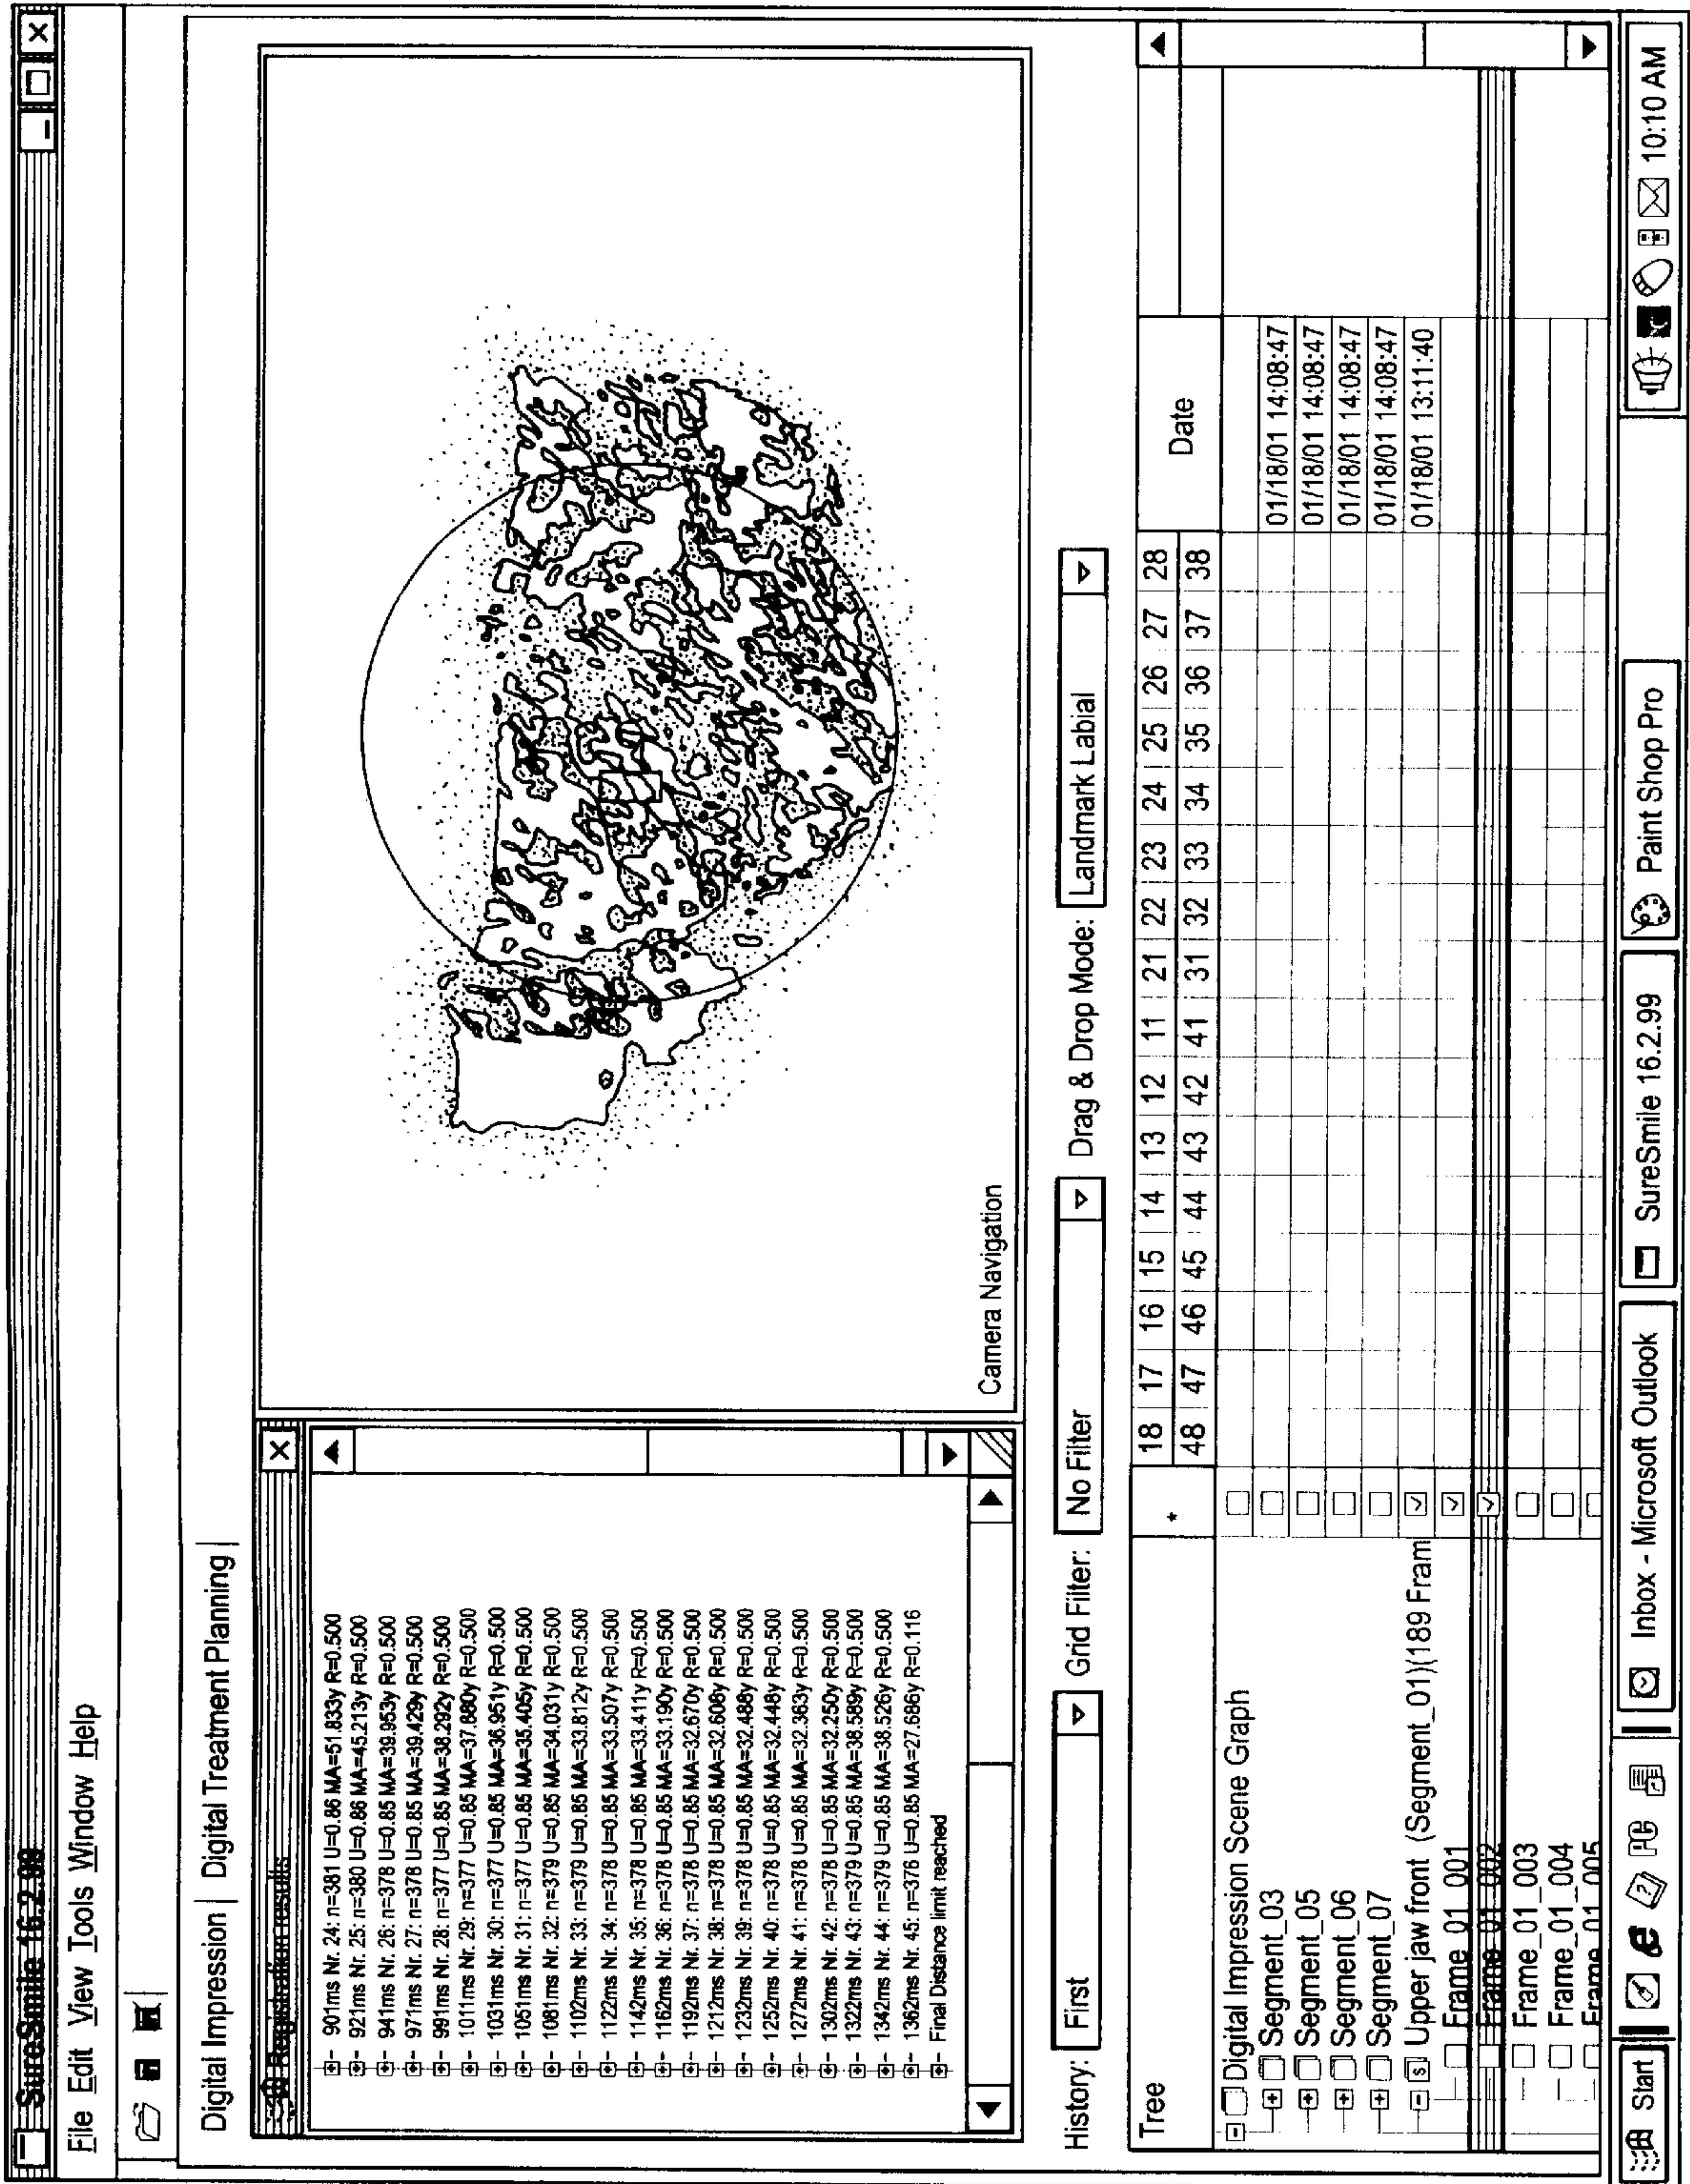 SureSmile 16.2.99
File Edit View Tools Window Help
Digital Impression | Digital Treatment Planning |
3D Registration results
901ms Nr. 24: n=381 U=0.86 MA=51.833y R=0.500
921ms Nr. 25: n=380 U=0.86 MA=45.213y R=0.500
941ms Nr. 26: n=378 U=0.85 MA=39.953y R=0.500
971ms Nr. 27: n=378 U=0.85 MA=39.429y R=0.500
991ms Nr. 28: n=377 U=0.85 MA=38.292y R=0.500
1011ms Nr. 29: n=377 U=0.85 MA=37.880y R=0.500
1031ms Nr. 30: n=377 U=0.85 MA=36.951y R=0.500
1051ms Nr. 31: n=377 U=0.85 MA=35.405y R=0.500
1081ms Nr. 32: n=379 U=0.85 MA=34.031y R=0.500
1102ms Nr. 33: n=379 U=0.85 MA=33.812y R=0.500
1122ms Nr. 34: n=378 U=0.85 MA=33.507y R=0.500
1142ms Nr. 35: n=378 U=0.85 MA=33.411y R=0.500
1162ms Nr. 36: n=378 U=0.85 MA=33.190y R=0.500
1192ms Nr. 37: n=378 U=0.85 MA=32.670y R=0.500
1212ms Nr. 38: n=378 U=0.85 MA=32.608y R=0.500
1232ms Nr. 39: n=378 U=0.85 MA=32.488y R=0.500
1252ms Nr. 40: n=378 U=0.85 MA=32.448y R=0.500
1272ms Nr. 41: n=378 U=0.85 MA=32.363y R=0.500
1302ms Nr. 42: n=378 U=0.85 MA=32.250y R=0.500
1322ms Nr. 43: n=379 U=0.85 MA=38.589y R=0.500
1342ms Nr. 44: n=379 U=0.85 MA=38.526y R=0.500
1362ms Nr. 45: n=376 U=0.85 MA=27.686y R=0.116
Final Distance limit reached
Camera Navigation
History: First Grid Filter: No Filter Drag & Drop Mode: Landmark Labial
Tree * 18 17 16 15 14 13 12 11 21 22 23 24 25 26 27 28 Date
48 47 46 45 44 43 42 41 31 32 33 34 35 36 37 38
Digital Impression Scene Graph
Segment_03 01/18/01 14:08:47
Segment_05 01/18/01 14:08:47
Segment_06 01/18/01 14:08:47
Segment_07 01/18/01 14:08:47
Upper jaw front (Segment_01)(189 Fram 01/18/01 13:11:40
Frame_01_001
Frame_01_002
Frame_01_003
Frame_01_004
Frame_01_005
Start Inbox - Microsoft Outlook SureSmile 16.2.99 Paint Shop Pro 10:10 AM